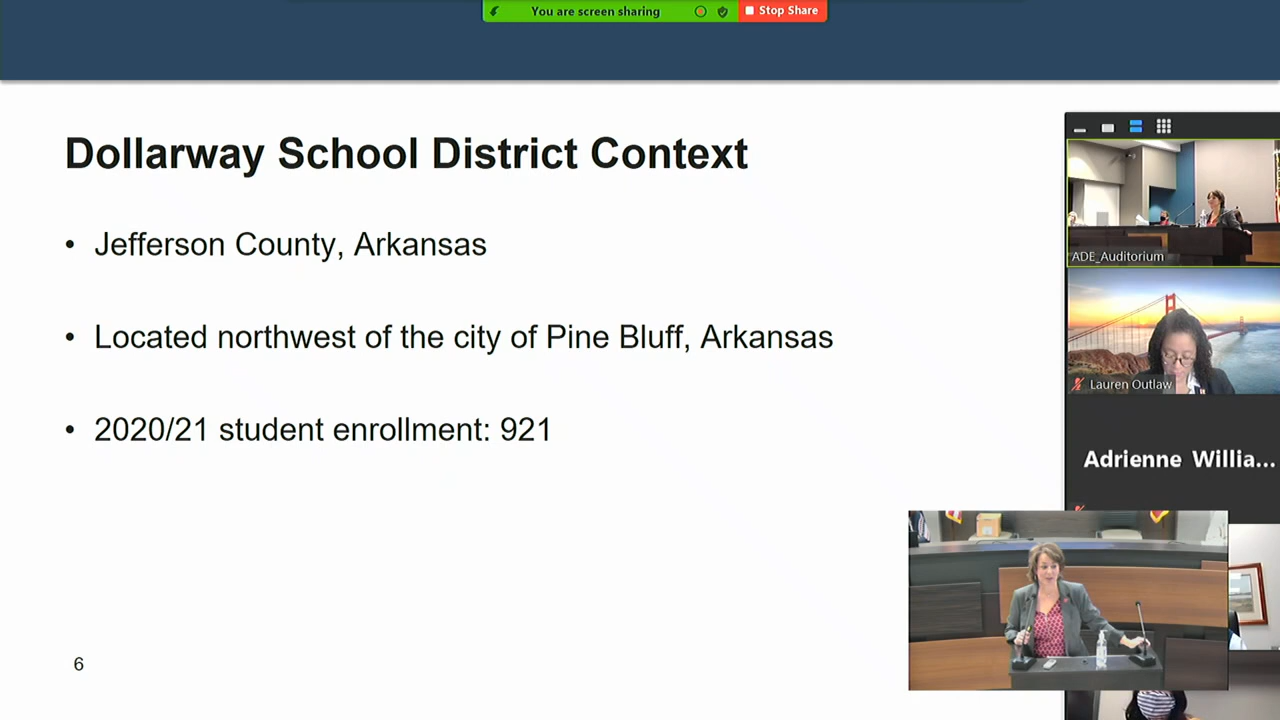 You are screen sharing
Stop Share
Dollarway School District Context
• Jefferson County, Arkansas
• Located northwest of the city of Pine Bluff, Arkansas
• 2020/21 student enrollment: 921
6
ADE_Auditorium
Lauren Outlaw
Adrienne Willia...